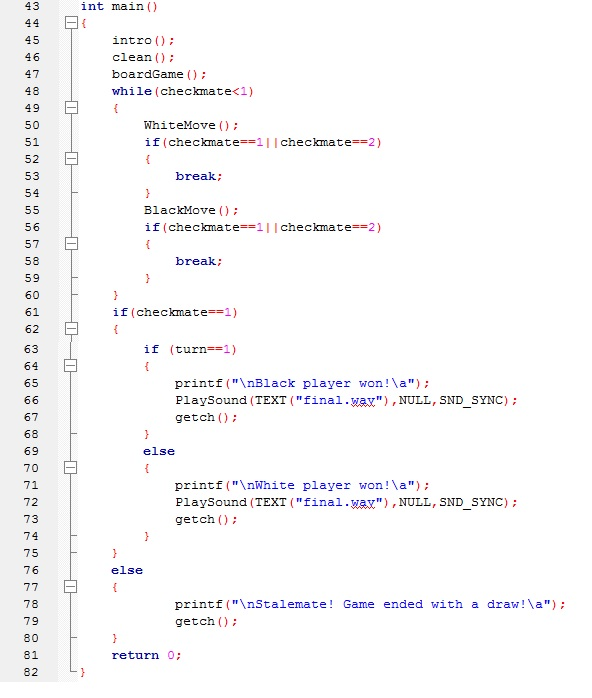 43 int main()
44 {
45 intro();
46 clean();
47 boardGame();
48 while(checkmate<1)
49 {
50 WhiteMove();
51 if(checkmate==1||checkmate==2)
52 {
53 break;
54 }
55 BlackMove();
56 if(checkmate==1||checkmate==2)
57 {
58 break;
59 }
60 }
61 if(checkmate==1)
62 {
63 if (turn==1)
64 {
65 printf("\nBlack player won!\a");
66 PlaySound(TEXT("final.wav"),NULL,SND_SYNC);
67 getch();
68 }
69 else
70 {
71 printf("\nWhite player won!\a");
72 PlaySound(TEXT("final.wav"),NULL,SND_SYNC);
73 getch();
74 }
75 }
76 else
77 {
78 printf("\nStalemate! Game ended with a draw!\a");
79 getch();
80 }
81 return 0;
82 }